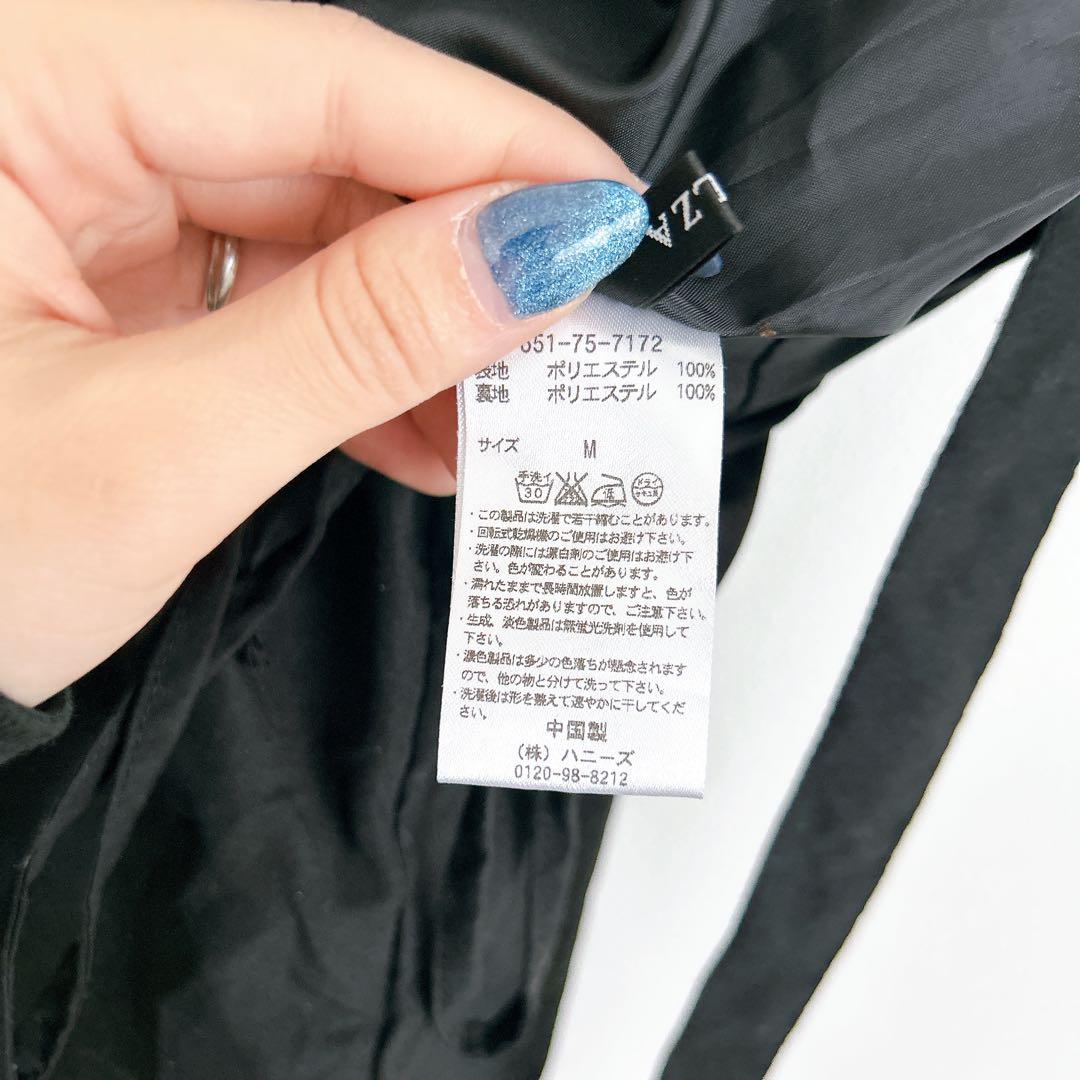 LZA
651-75-7172
表地 ポリエステル 100%
裏地 ポリエステル 100%
サイズ M
手洗イ 30 低 ドライ セキユ系
・この製品は洗濯で若干縮むことがあります。
・回転式乾燥機のご使用はお避け下さい。
・洗濯の際には漂白剤のご使用はお避け下
さい。色が変わることがあります。
・濡れたままで長時間放置しますと、色が
落ちる恐れがありますので、ご注意下さい。
・生成、淡色製品は無蛍光洗剤を使用して
下さい。
・濃色製品は多少の色落ちが懸念されます
ので、他の物と分けて洗って下さい。
・洗濯後は形を整えて速やかに干してくだ
さい。
中国製
（株）ハニーズ
0120-98-8212